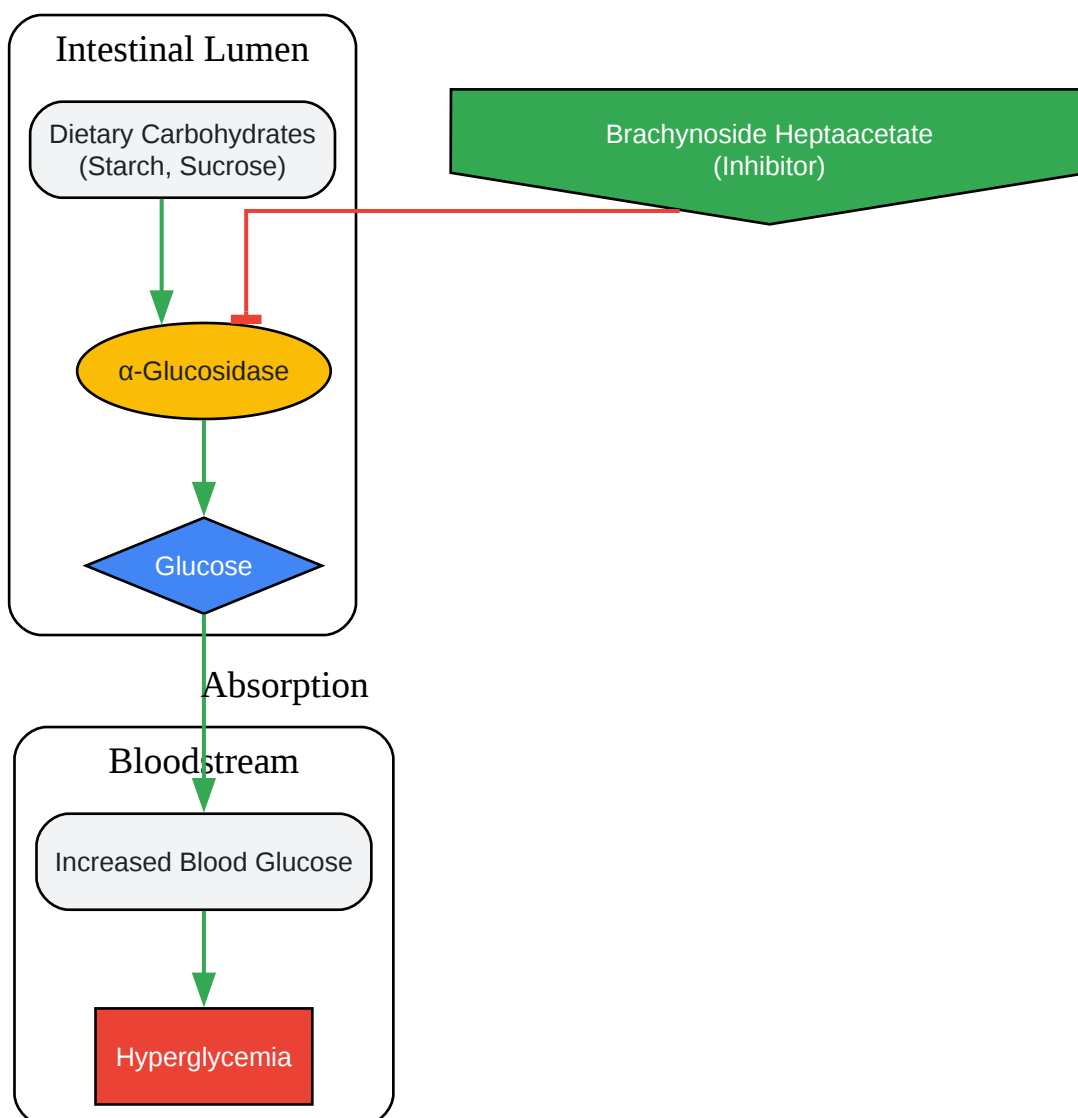 Intestinal Lumen
Dietary Carbohydrates
(Starch, Sucrose)
Brachynoside Heptaacetate
(Inhibitor)
α-Glucosidase
Glucose
Absorption
Bloodstream
Increased Blood Glucose
Hyperglycemia